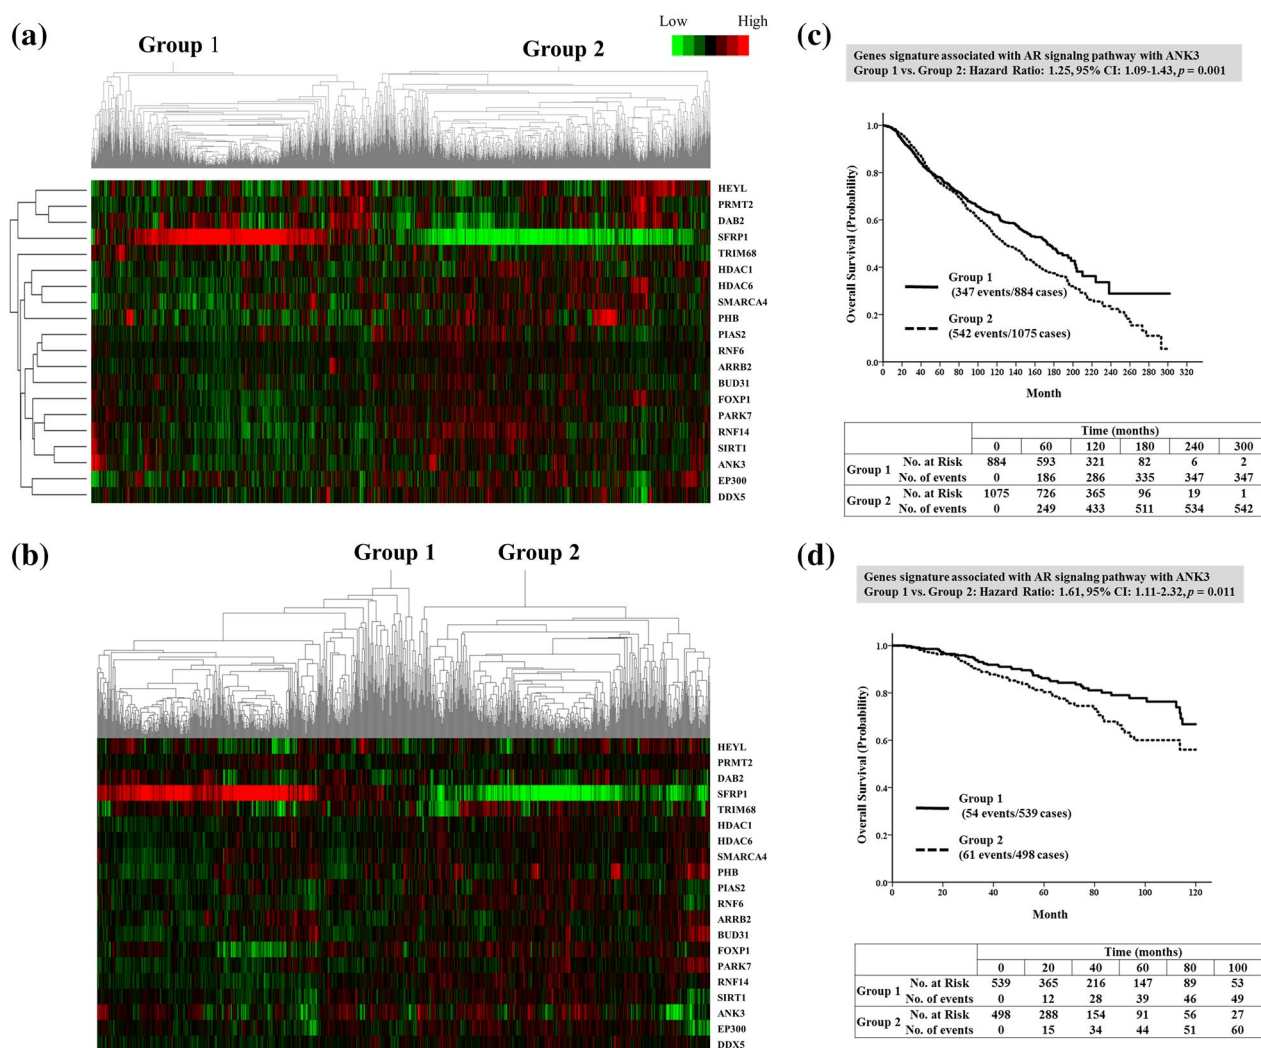 (a)
Group 1
Group 2
Low
High
HEYL
PRMT2
DAB2
SFRP1
TRIM68
HDAC1
HDAC6
SMARCA4
PHB
PIAS2
RNF6
ARRB2
BUD31
FOXP1
PARK7
RNF14
SIRT1
ANK3
EP300
DDX5
(c)
Genes signature associated with AR signalng pathway with ANK3
Group 1 vs. Group 2: Hazard Ratio: 1.25, 95% CI: 1.09-1.43, p = 0.001
Overall Survival (Probability)
1.0
0.8
0.6
0.4
0.2
0.0
Group 1
(347 events/884 cases)
Group 2
(542 events/1075 cases)
0 20 40 60 80 100 120 140 160 180 200 220 240 260 280 300 320
Month
Time (months)
0 60 120 180 240 300
Group 1
No. at Risk 884 593 321 82 6 2
No. of events 0 186 286 335 347 347
Group 2
No. at Risk 1075 726 365 96 19 1
No. of events 0 249 433 511 534 542
(b)
Group 1
Group 2
HEYL
PRMT2
DAB2
SFRP1
TRIM68
HDAC1
HDAC6
SMARCA4
PHB
PIAS2
RNF6
ARRB2
BUD31
FOXP1
PARK7
RNF14
SIRT1
ANK3
EP300
DDX5
(d)
Genes signature associated with AR signalng pathway with ANK3
Group 1 vs. Group 2: Hazard Ratio: 1.61, 95% CI: 1.11-2.32, p = 0.011
Overall Survival (Probability)
1.0
0.8
0.6
0.4
0.2
0.0
Group 1
(54 events/539 cases)
Group 2
(61 events/498 cases)
0 20 40 60 80 100 120
Month
Time (months)
0 20 40 60 80 100
Group 1
No. at Risk 539 365 216 147 89 53
No. of events 0 12 28 39 46 49
Group 2
No. at Risk 498 288 154 91 56 27
No. of events 0 15 34 44 51 60